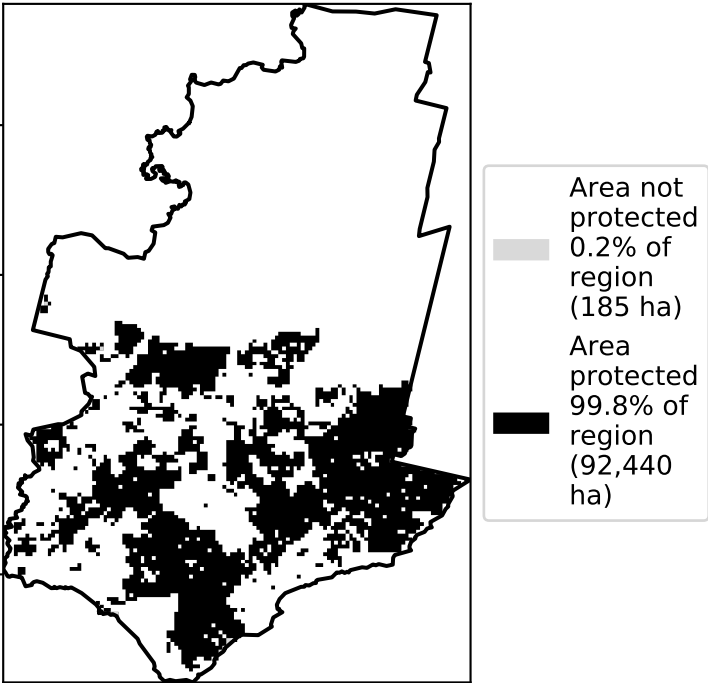 Area not
protected
0.2% of
region
(185 ha)
Area
protected
99.8% of
region
(92,440
ha)